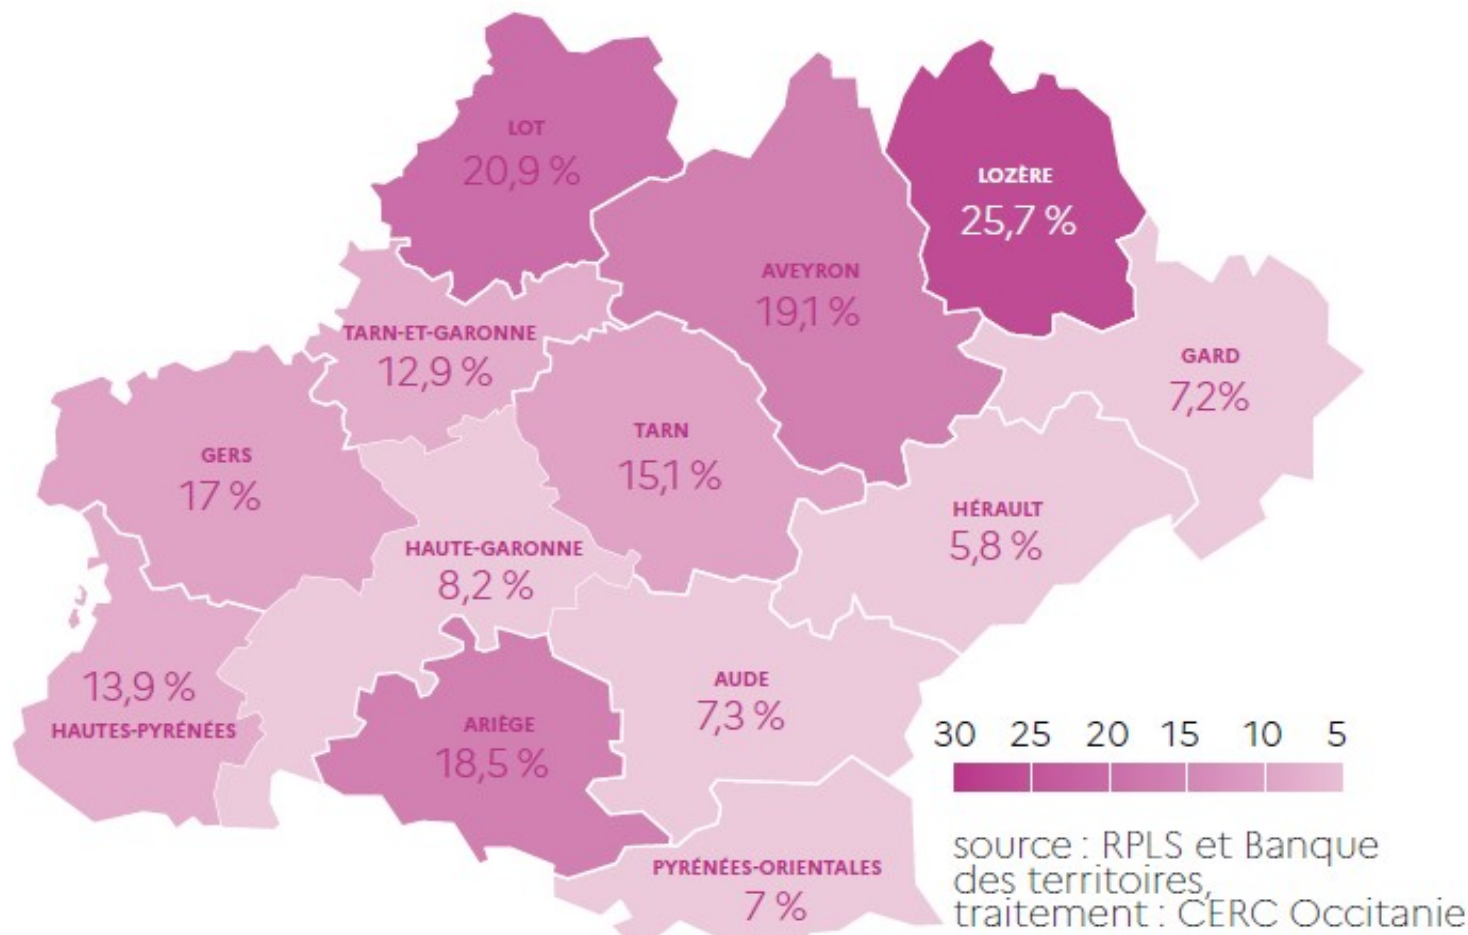 LOT
20,9 %
LOZÈRE
25,7 %
AVEYRON
19,1 %
TARN-ET-GARONNE
12,9 %
GARD
7,2%
TARN
15,1 %
GERS
17 %
HÉRAULT
5,8 %
HAUTE-GARONNE
8,2 %
13,9 %
HAUTES-PYRÉNÉES
AUDE
7,3 %
ARIÈGE
18,5 %
30 25 20 15 10 5
PYRÉNÉES-ORIENTALES
7 %
source : RPLS et Banque
des territoires,
traitement : CERC Occitanie